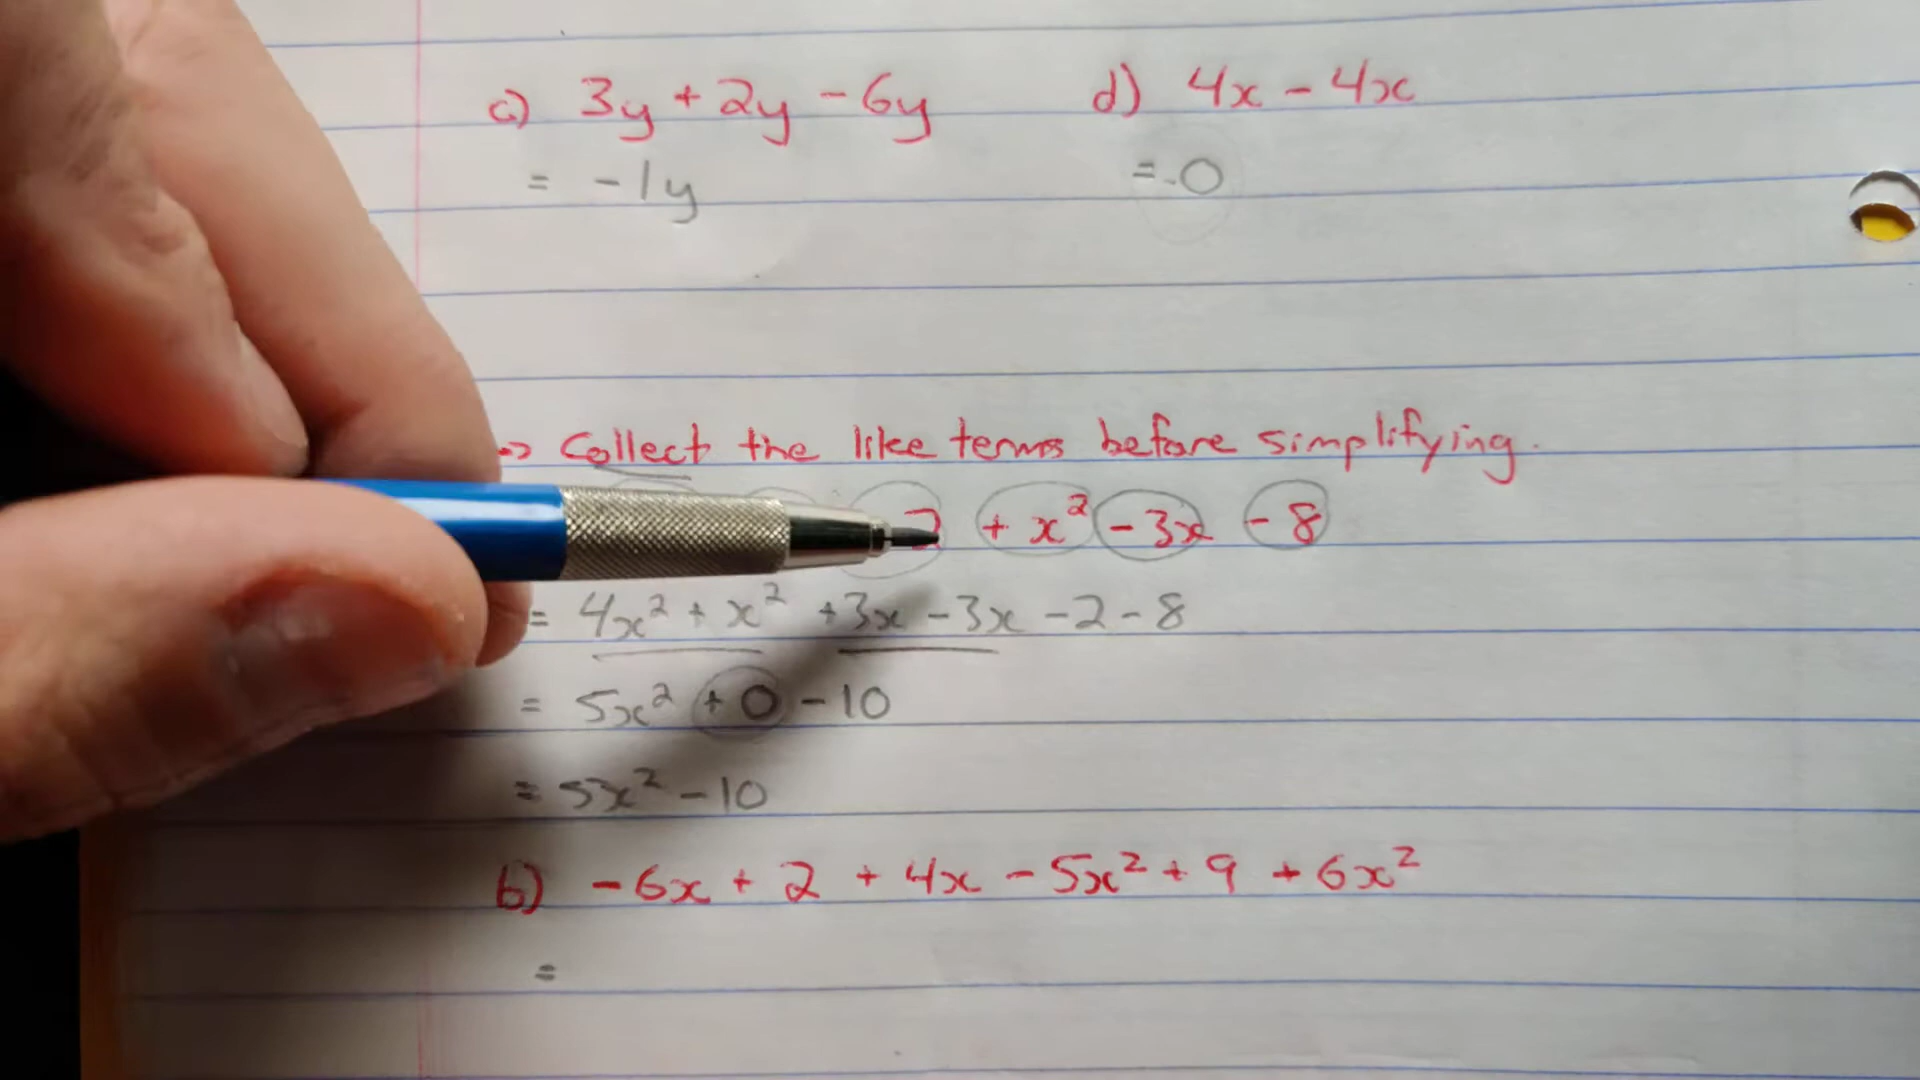 c) 3y + 2y - 6y
d) 4x - 4x
= -1y
= 0
=> Collect the like terms before simplifying.
2 + x² - 3x - 8
= 4x² + x² + 3x - 3x - 2 - 8
= 5x² + 0 - 10
= 5x² - 10
b) - 6x + 2 + 4x - 5x² + 9 + 6x²
=